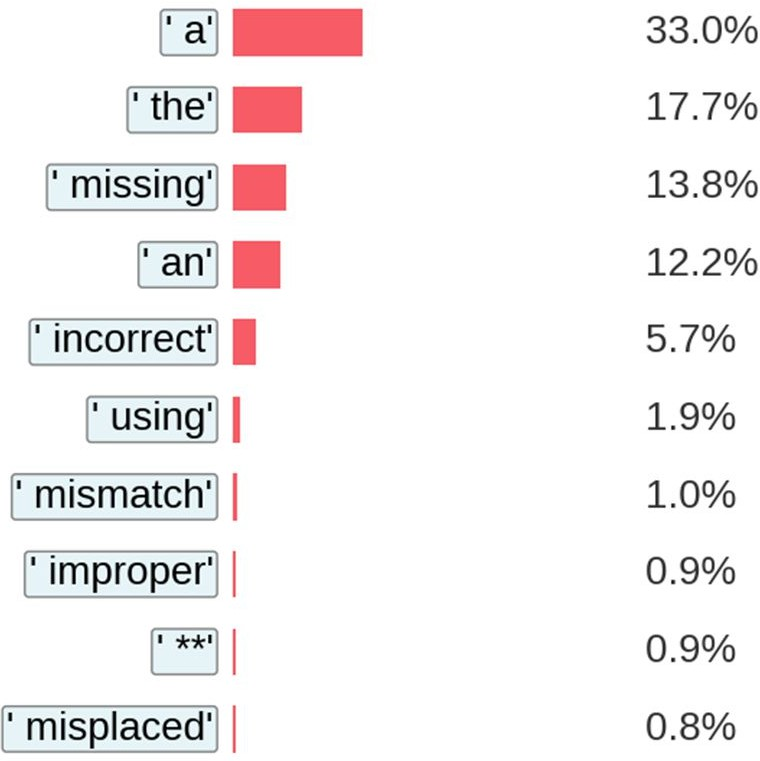 ' a' 33.0%
' the' 17.7%
' missing' 13.8%
' an' 12.2%
' incorrect' 5.7%
' using' 1.9%
' mismatch' 1.0%
' improper' 0.9%
' **' 0.9%
' misplaced' 0.8%